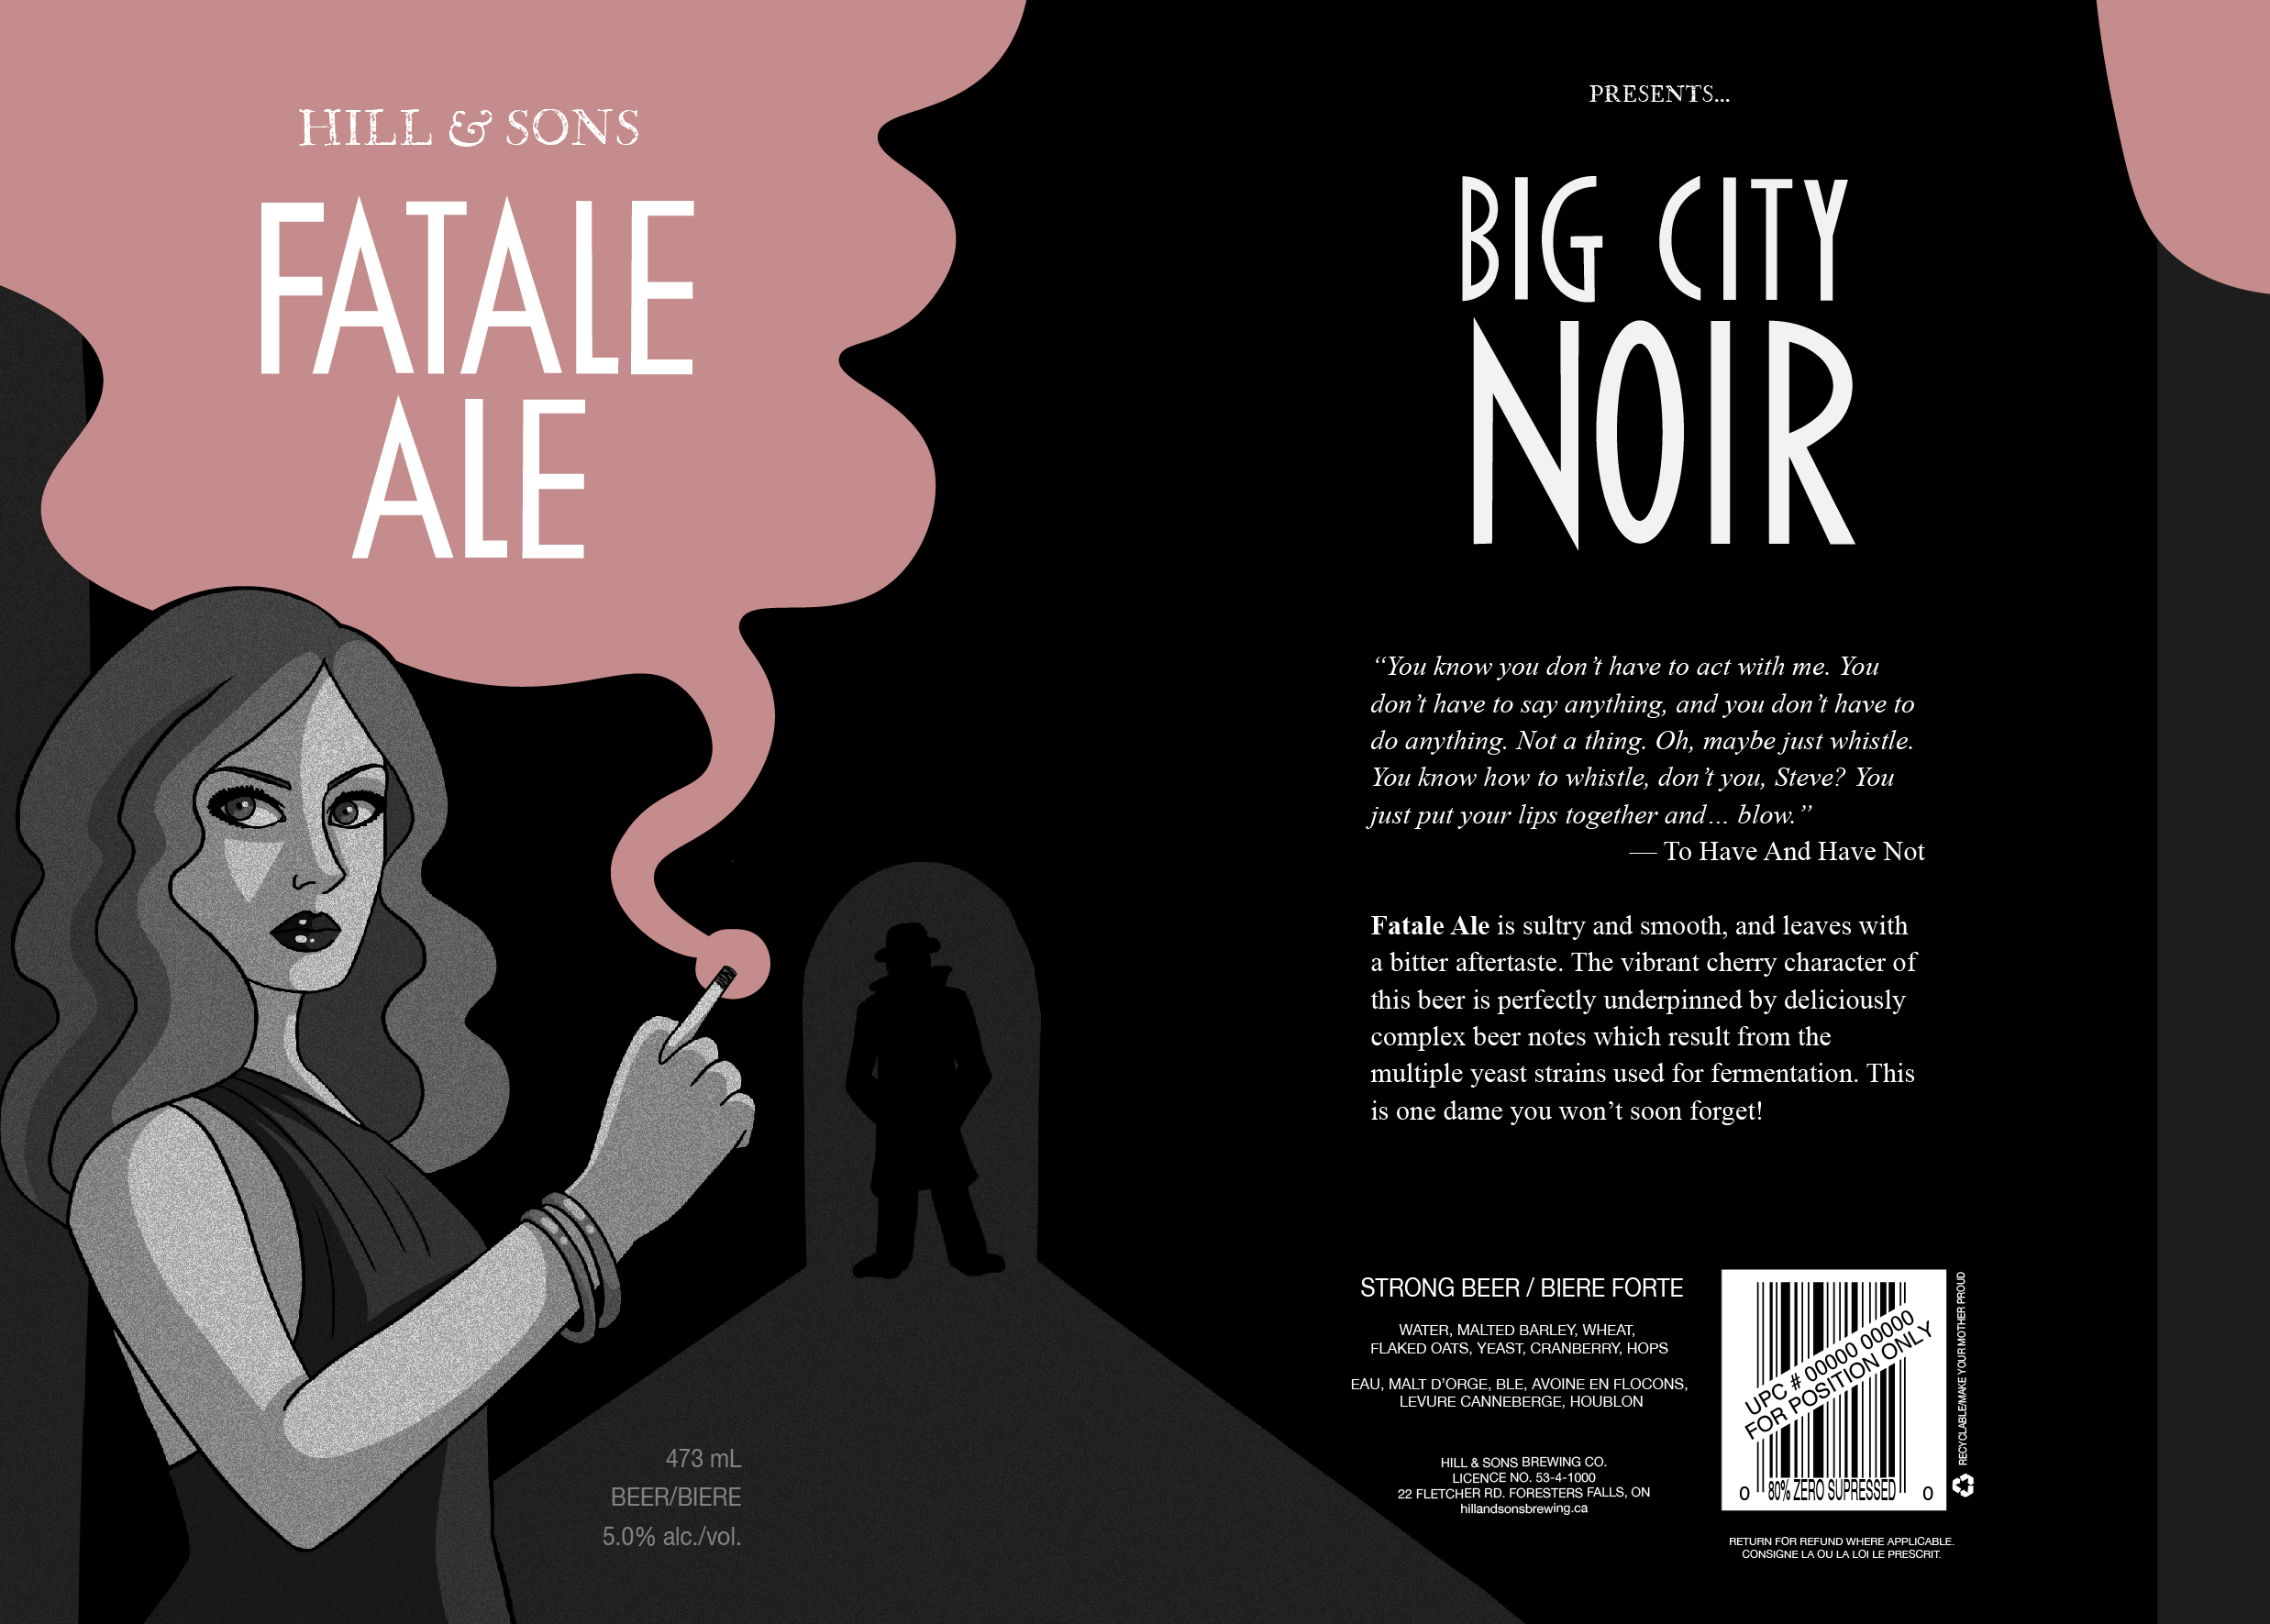 HILL & SONS
FATALE
ALE
473 mL
BEER/BIERE
5.0% alc./vol.
PRESENTS...
BIG CITY
NOIR
“You know you don’t have to act with me. You
don’t have to say anything, and you don’t have to
do anything. Not a thing. Oh, maybe just whistle.
You know how to whistle, don’t you, Steve? You
just put your lips together and... blow.”
— To Have And Have Not
Fatale Ale is sultry and smooth, and leaves with
a bitter aftertaste. The vibrant cherry character of
this beer is perfectly underpinned by deliciously
complex beer notes which result from the
multiple yeast strains used for fermentation. This
is one dame you won’t soon forget!
STRONG BEER / BIERE FORTE
WATER, MALTED BARLEY, WHEAT,
FLAKED OATS, YEAST, CRANBERRY, HOPS
EAU, MALT D’ORGE, BLE, AVOINE EN FLOCONS,
LEVURE CANNEBERGE, HOUBLON
HILL & SONS BREWING CO.
LICENCE NO. 53-4-1000
22 FLETCHER RD. FORESTERS FALLS, ON
hillandsonsbrewing.ca
UPC # 00000 00000
FOR POSITION ONLY
0 80% ZERO SUPRESSED 0
RECYCLABLE/MAKE YOUR MOTHER PROUD
RETURN FOR REFUND WHERE APPLICABLE.
CONSIGNE LA OU LA LOI LE PRESCRIT.